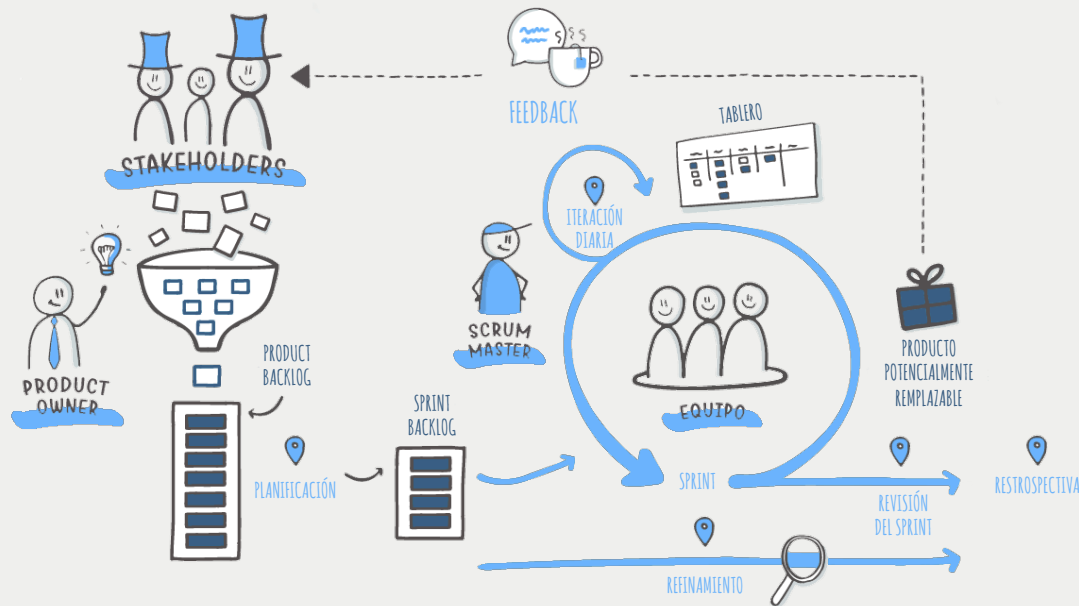 FEEDBACK
TABLERO
STAKEHOLDERS
ITERACIÓN
DIARIA
SCRUM
MASTER
PRODUCT
OWNER
PRODUCT
BACKLOG
SPRINT
BACKLOG
PLANIFICACIÓN
EQUIPO
SPRINT
PRODUCTO
POTENCIALMENTE
REMPLAZABLE
REVISIÓN
DEL SPRINT
RESTROSPECTIVA
REFINAMIENTO